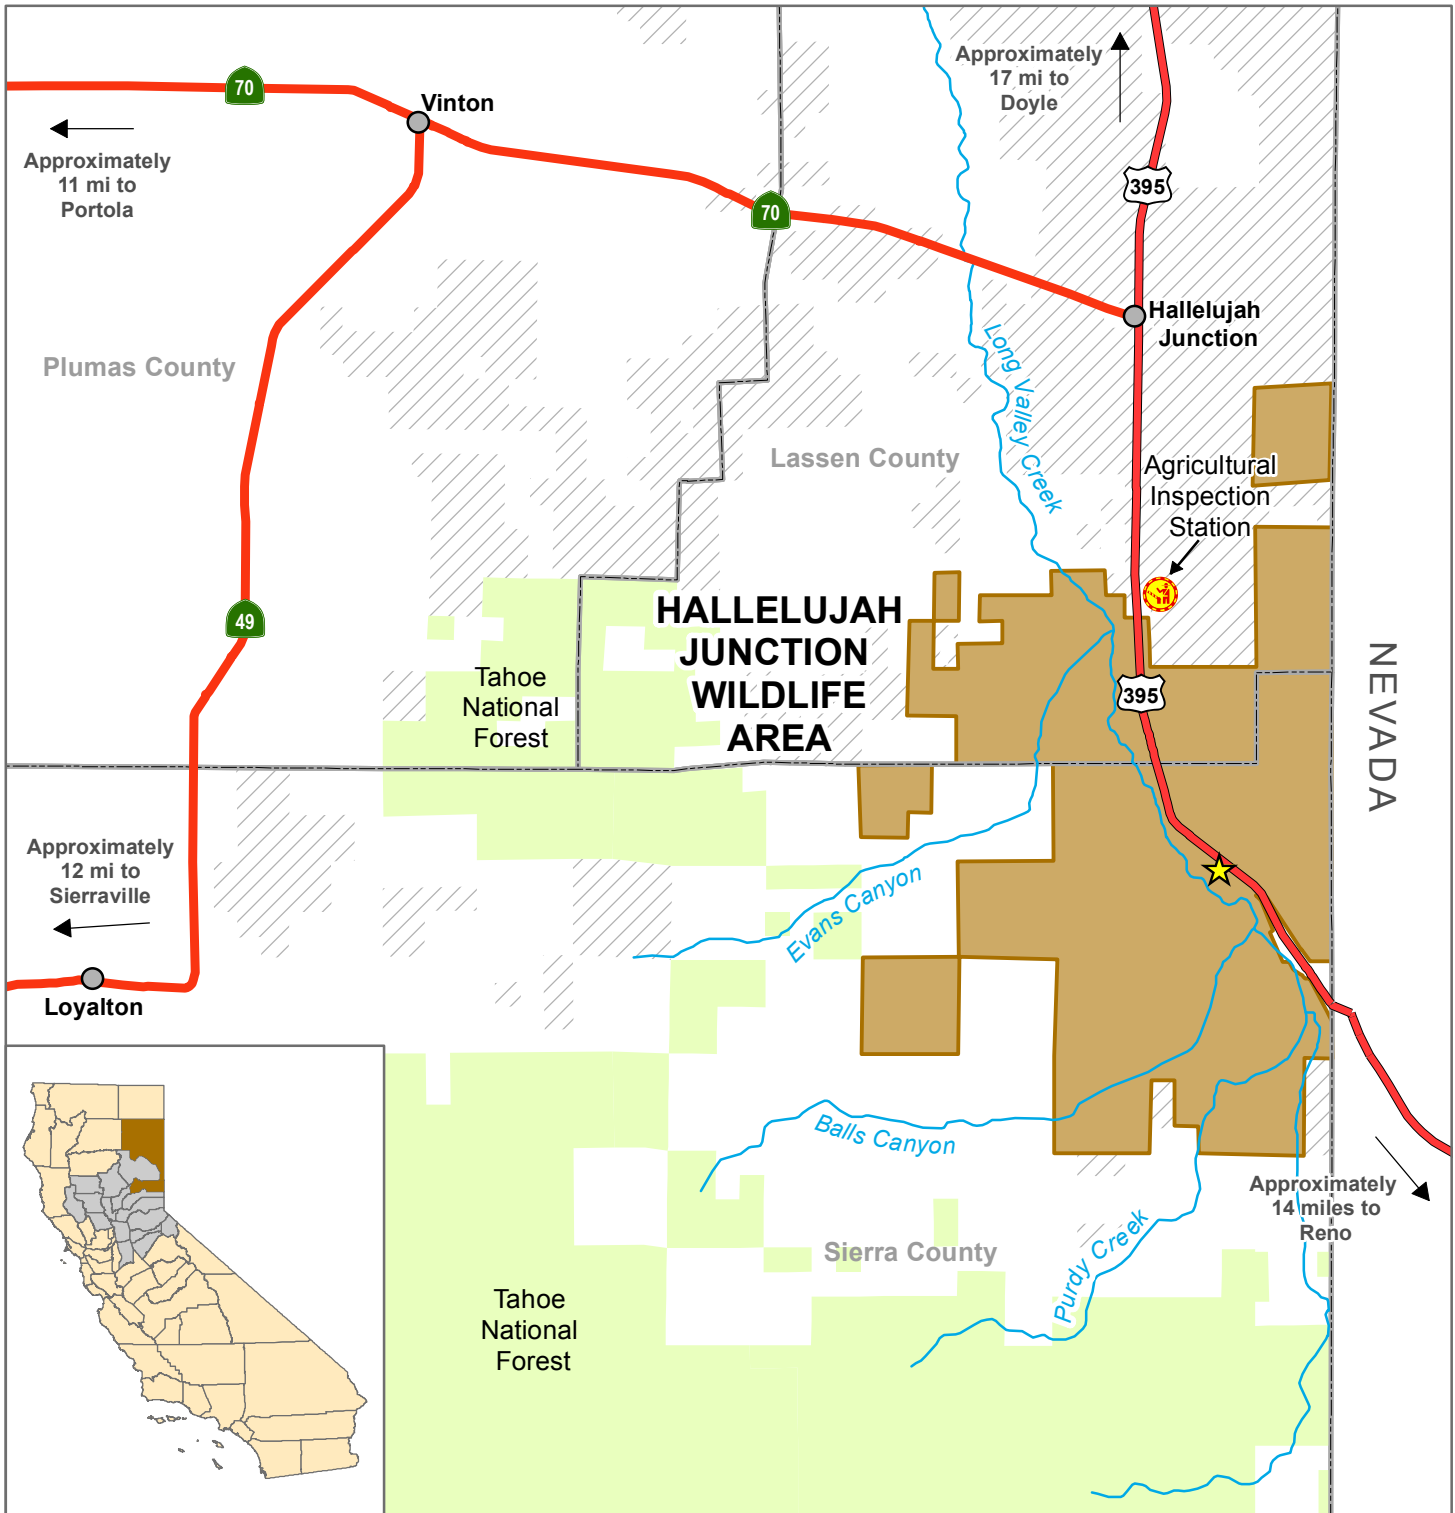 Approximately
17 mi to
Doyle
70
Vinton
Approximately
11 mi to
Portola
395
70
Hallelujah
Junction
Plumas County
Long Valley Creek
Lassen County
Agricultural
Inspection
Station
49
HALLELUJAH
JUNCTION
WILDLIFE
AREA
Tahoe
National
Forest
395
NEVADA
Approximately
12 mi to
Sierraville
Evans Canyon
Loyalton
Balls Canyon
Approximately
14 miles to
Reno
Purdy Creek
Sierra County
Tahoe
National
Forest